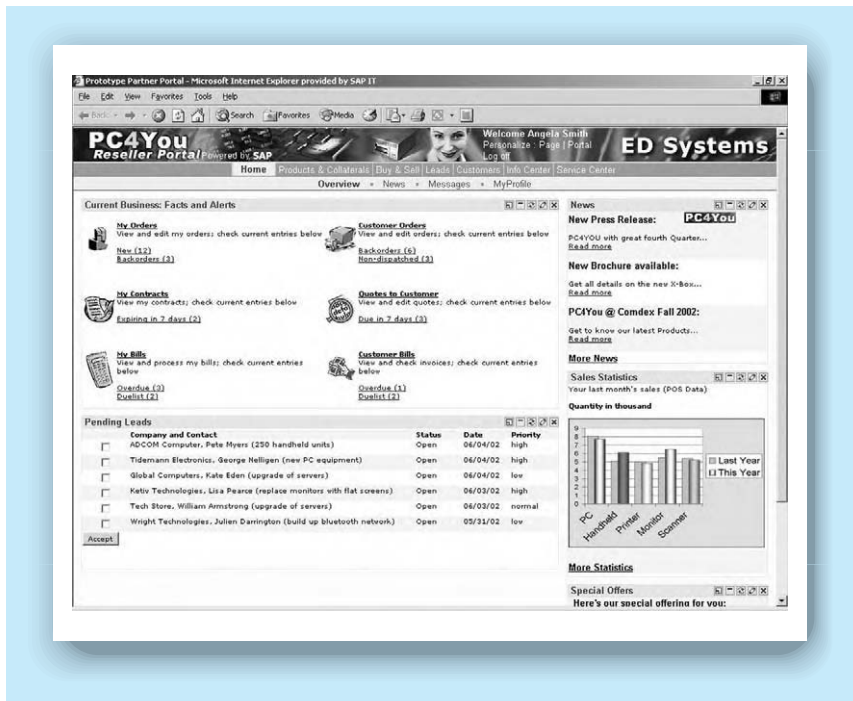 Prototype Partner Portal - Microsoft Internet Explorer provided by SAP IT
File Edit View Favorites Tools Help
Back Search Favorites Media
PC4You
Reseller Portal Powered by SAP
Welcome Angela Smith
Personalize : Page | Portal
Log off
ED Systems
Home Products & Collaterals | Buy & Sell | Leads | Customers | Info Center | Service Center
Overview • News • Messages • MyProfile
Current Business: Facts and Alerts
My Orders
View and edit my orders; check current entries below
New (12)
Backorders (3)
Customer Orders
View and edit orders; check current entries below
Backorders (6)
Non-dispatched (3)
My Contracts
View my contracts; check current entries below
Expiring in 7 days (2)
Quotes to Customer
View and edit quotes; check current entries below
Due in 7 days (3)
My Bills
View and process my bills; check current entries
below
Overdue (3)
Duelist (2)
Customer Bills
View and check invoices; check current entries
below
Overdue (1)
Duelist (2)
Pending Leads
Company and Contact Status Date Priority
ADCOM Computer, Pete Myers (250 handheld units) Open 06/04/02 high
Tidemann Electronics, George Nelligen (new PC equipment) Open 06/04/02 high
Global Computers, Kate Eden (upgrade of servers) Open 06/04/02 low
Ketiv Technologies, Lisa Pearce (replace monitors with flat screens) Open 06/03/02 high
Tech Store, William Armstrong (upgrade of servers) Open 06/03/02 normal
Wright Technologies, Julien Darrington (build up bluetooth network) Open 05/31/02 low
Accept
News
New Press Release: PC4You
PC4YOU with great fourth Quarter...
Read more
New Brochure available:
Get all details on the new X-Box...
Read more
PC4You @ Comdex Fall 2002:
Get to know our latest Products...
Read more
More News
Sales Statistics
Your last month's sales (POS Data)
Quantity in thousand
9
8
7
6
5
4
3
2
1
0
PC Handheld Printer Monitor Scanner
Last Year
This Year
More Statistics
Special Offers
Here's our special offering for you: